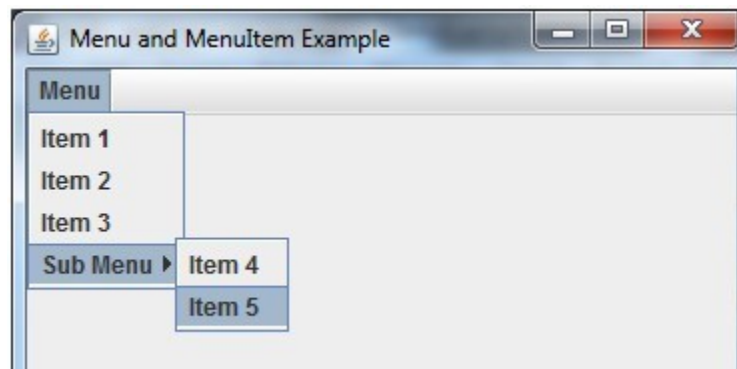 Menu and MenuItem Example
Menu
Item 1
Item 2
Item 3
Sub Menu
Item 4
Item 5